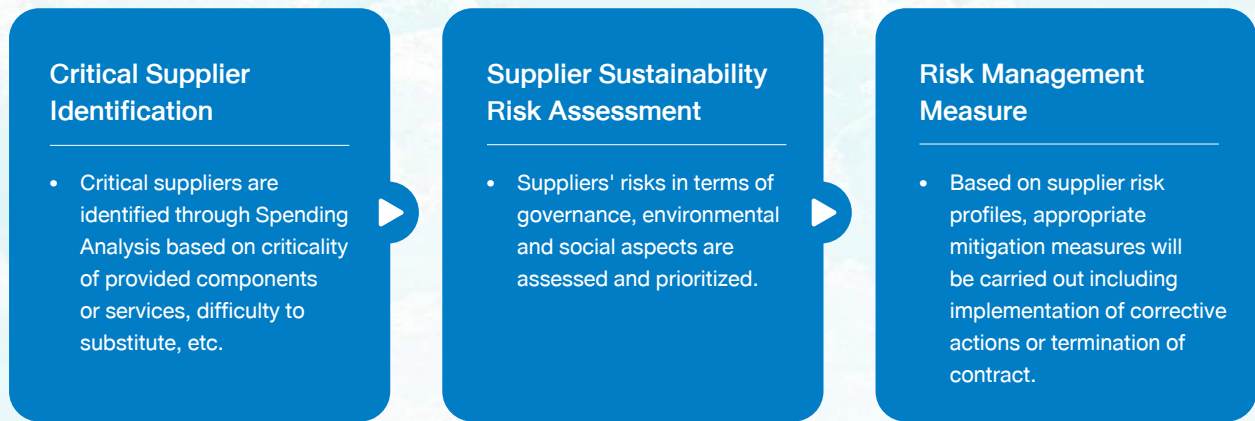 Critical Supplier
Identification
• Critical suppliers are
identified through Spending
Analysis based on criticality
of provided components
or services, difficulty to
substitute, etc.
Supplier Sustainability
Risk Assessment
• Suppliers' risks in terms of
governance, environmental
and social aspects are
assessed and prioritized.
Risk Management
Measure
• Based on supplier risk
profiles, appropriate
mitigation measures will
be carried out including
implementation of corrective
actions or termination of
contract.